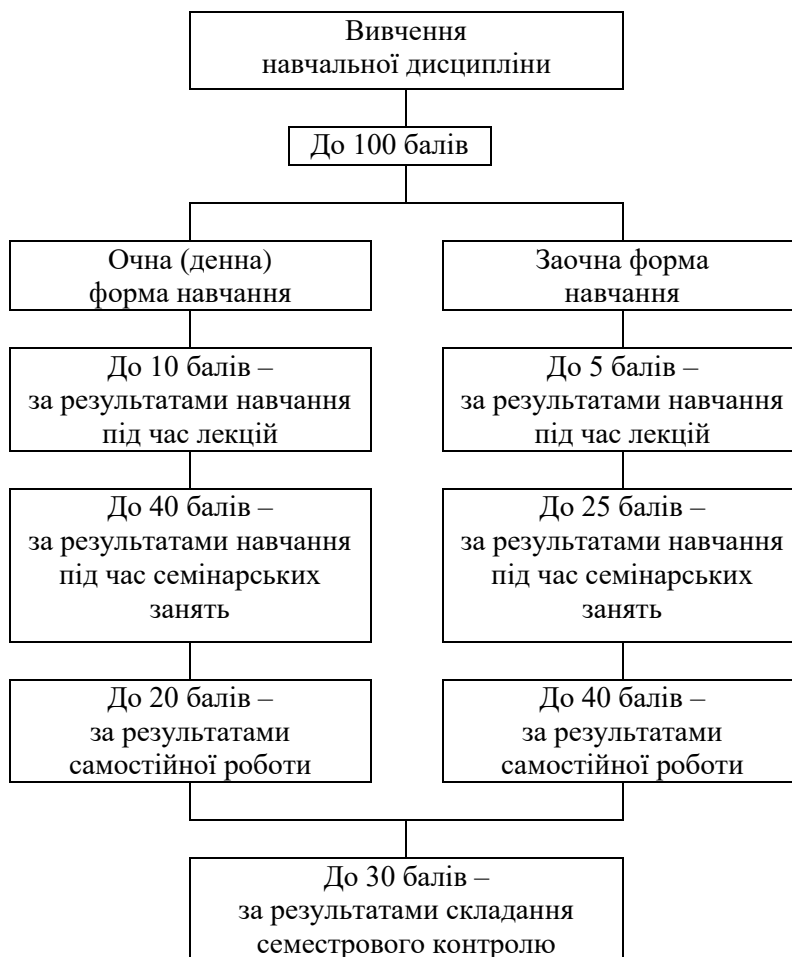 Вивчення
навчальної дисципліни
До 100 балів
Очна (денна)
форма навчання
Заочна форма
навчання
До 10 балів –
за результатами навчання
під час лекцій
До 5 балів –
за результатами навчання
під час лекцій
До 40 балів –
за результатами навчання
під час семінарських
занять
До 25 балів –
за результатами навчання
під час семінарських
занять
До 20 балів –
за результатами
самостійної роботи
До 40 балів –
за результатами
самостійної роботи
До 30 балів –
за результатами складання
семестрового контролю